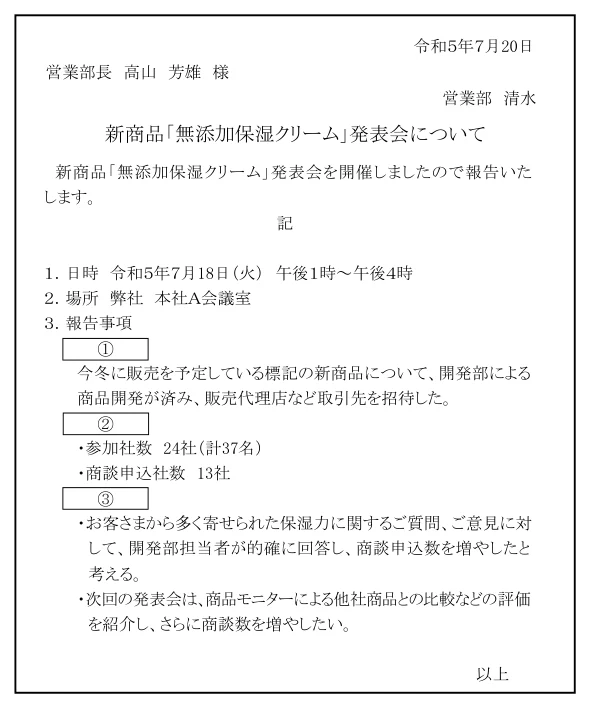 令和5年7月20日
営業部長　高山　芳雄　様
営業部　清水
新商品「無添加保湿クリーム」発表会について
新商品「無添加保湿クリーム」発表会を開催しましたので報告いた
します。
記
1．日時　令和5年7月18日（火）　午後1時～午後4時
2．場所　弊社　本社A会議室
3．報告事項
①
今冬に販売を予定している標記の新商品について、開発部による
商品開発が済み、販売代理店など取引先を招待した。
②
・参加社数　24社（計37名）
・商談申込社数　13社
③
・お客さまから多く寄せられた保湿力に関するご質問、ご意見に対
して、開発部担当者が的確に回答し、商談申込数を増やしたと
考える。
・次回の発表会は、商品モニターによる他社商品との比較などの評価
を紹介し、さらに商談数を増やしたい。
以上